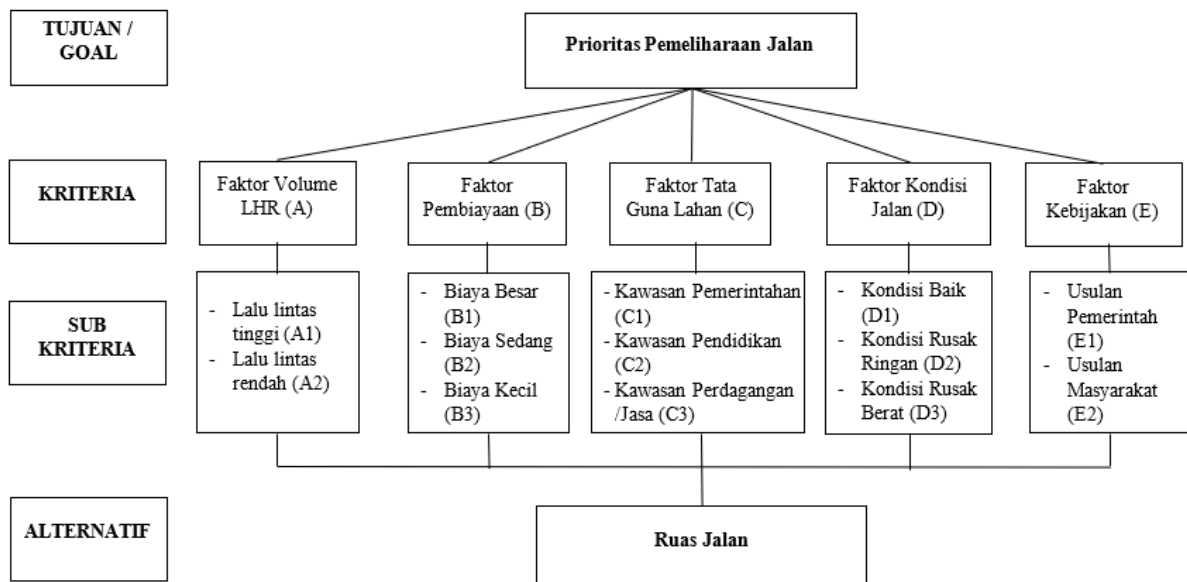 TUJUAN /
GOAL
Prioritas Pemeliharaan Jalan
KRITERIA
Faktor Volume
LHR (A)
Faktor
Pembiayaan (B)
Faktor Tata
Guna Lahan (C)
Faktor Kondisi
Jalan (D)
Faktor
Kebijakan (E)
SUB
KRITERIA
- Lalu lintas
tinggi (A1)
- Lalu lintas
rendah (A2)
- Biaya Besar
(B1)
- Biaya Sedang
(B2)
- Biaya Kecil
(B3)
- Kawasan Pemerintahan
(C1)
- Kawasan Pendidikan
(C2)
- Kawasan Perdagangan
/Jasa (C3)
- Kondisi Baik
(D1)
- Kondisi Rusak
Ringan (D2)
- Kondisi Rusak
Berat (D3)
- Usulan
Pemerintah
(E1)
- Usulan
Masyarakat
(E2)
ALTERNATIF
Ruas Jalan